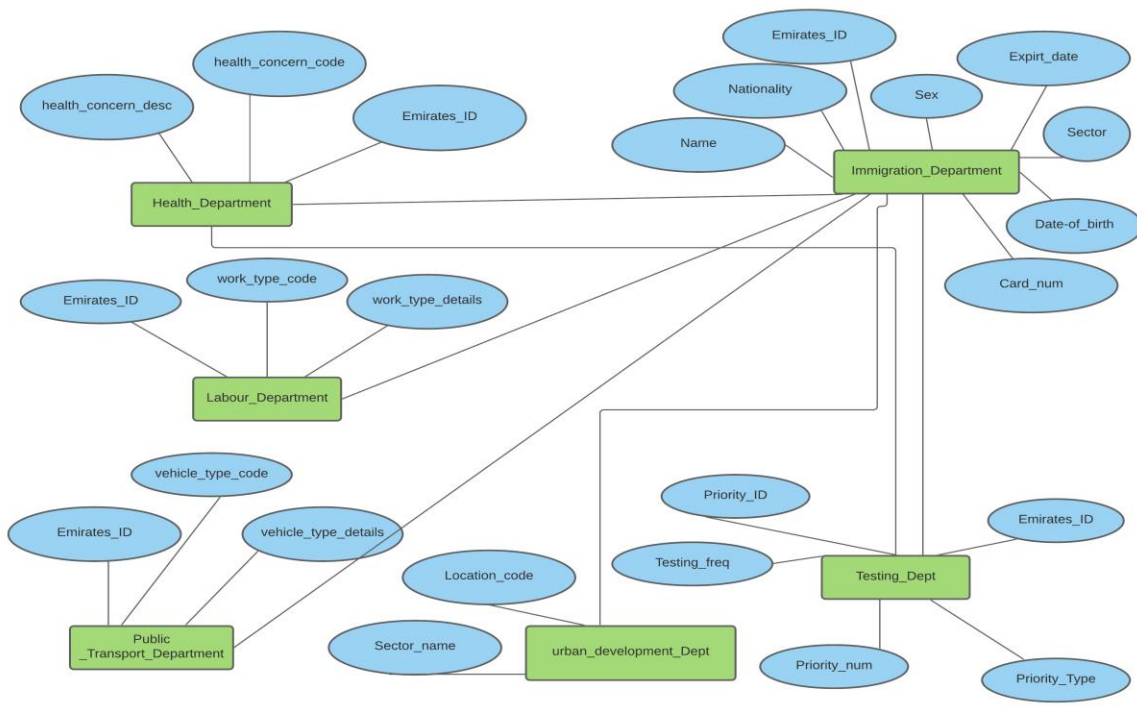 Emirates_ID
health_concern_code
Expirt_date
health_concern_desc
Nationality
Sex
Emirates_ID
Sector
Name
Immigration_Department
Health_Department
Date-of_birth
work_type_code
Card_num
Emirates_ID
work_type_details
Labour_Department
vehicle_type_code
Priority_ID
Emirates_ID
Emirates_ID
vehicle_type_details
Testing_freq
Testing_Dept
Location_code
Public
_Transport_Department
Sector_name
urban_development_Dept
Priority_num
Priority_Type